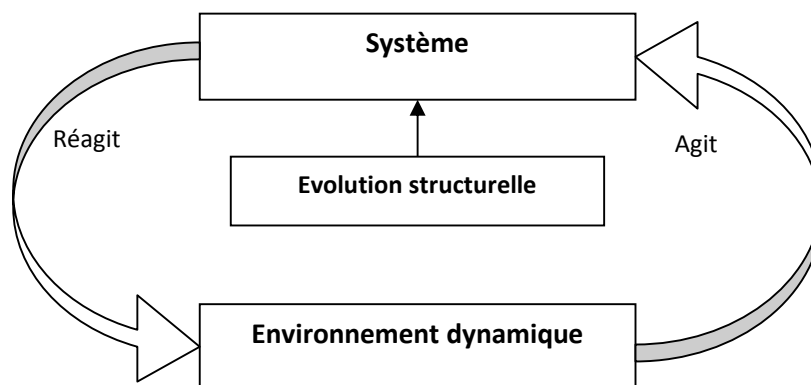 Système
Réagit
Agit
Evolution structurelle
Environnement dynamique